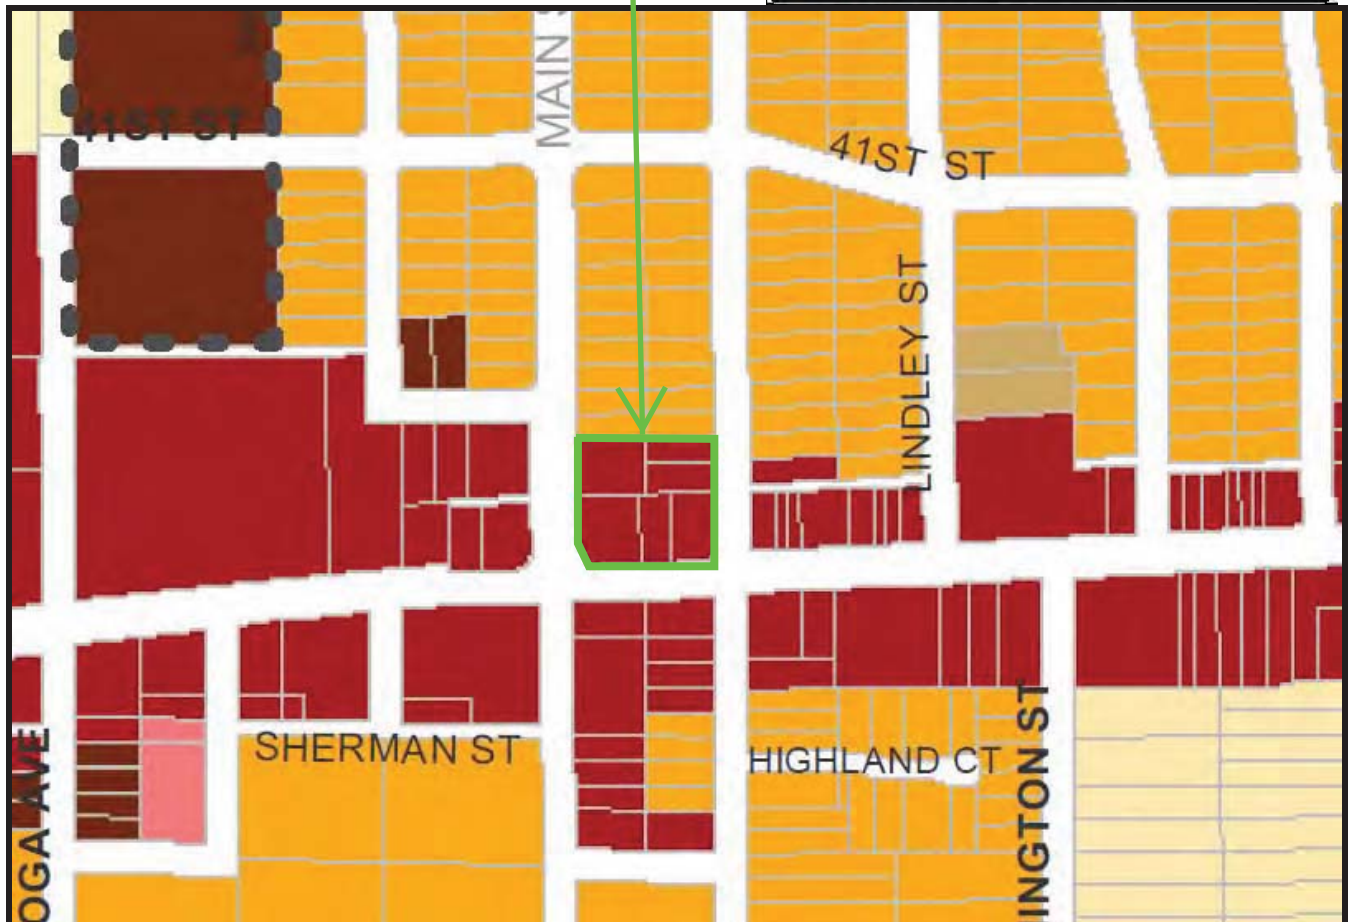 MAIN
41ST ST
41ST ST
LINDLEY ST
SHERMAN ST
HIGHLAND CT
OGA AVE
INGTON ST